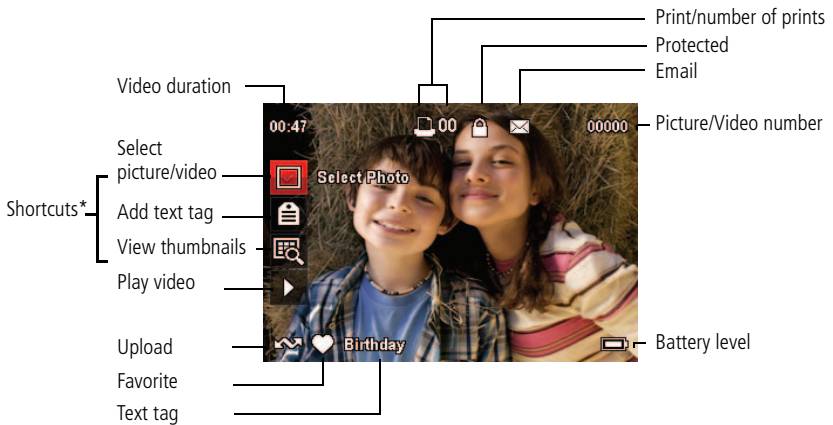 Print/number of prints
Protected
Email
Video duration
00:47
00
00000
Picture/Video number
Select
picture/video
Select Photo
Shortcuts*
Add text tag
View thumbnails
Play video
Upload
Birthday
Battery level
Favorite
Text tag